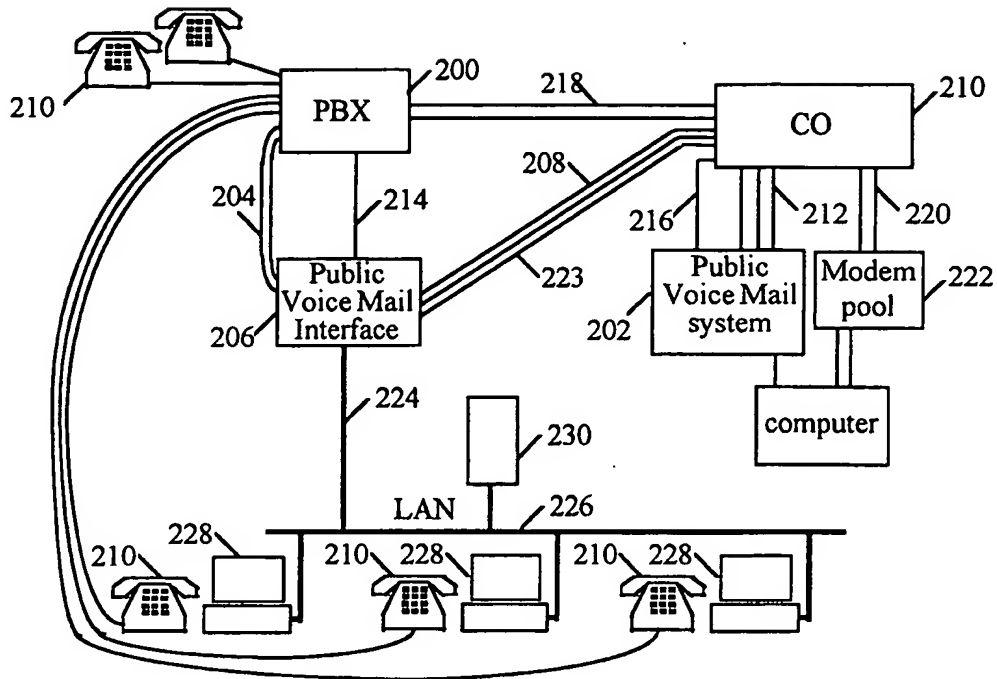 200
218
210
210
PBX
CO
208
204
214
216
212
220
223
Public
Voice Mail
Interface
206
Public
Voice Mail
system
202
Modem
pool
222
224
230
computer
LAN
226
228
210
210
228
210
228